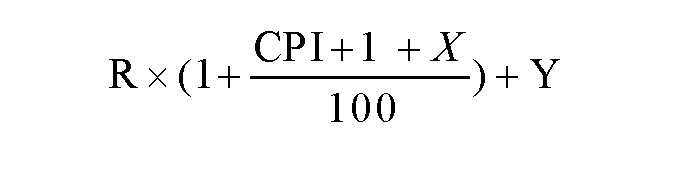 R × (1 + (CPI + 1 + X) / 100) + Y